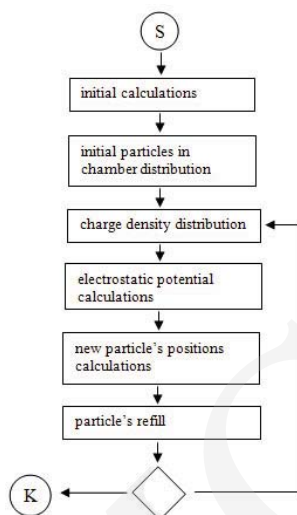 S
initial calculations
initial particles in
chamber distribution
charge density distribution
electrostatic potential
calculations
new particle's positions
calculations
particle's refill
K